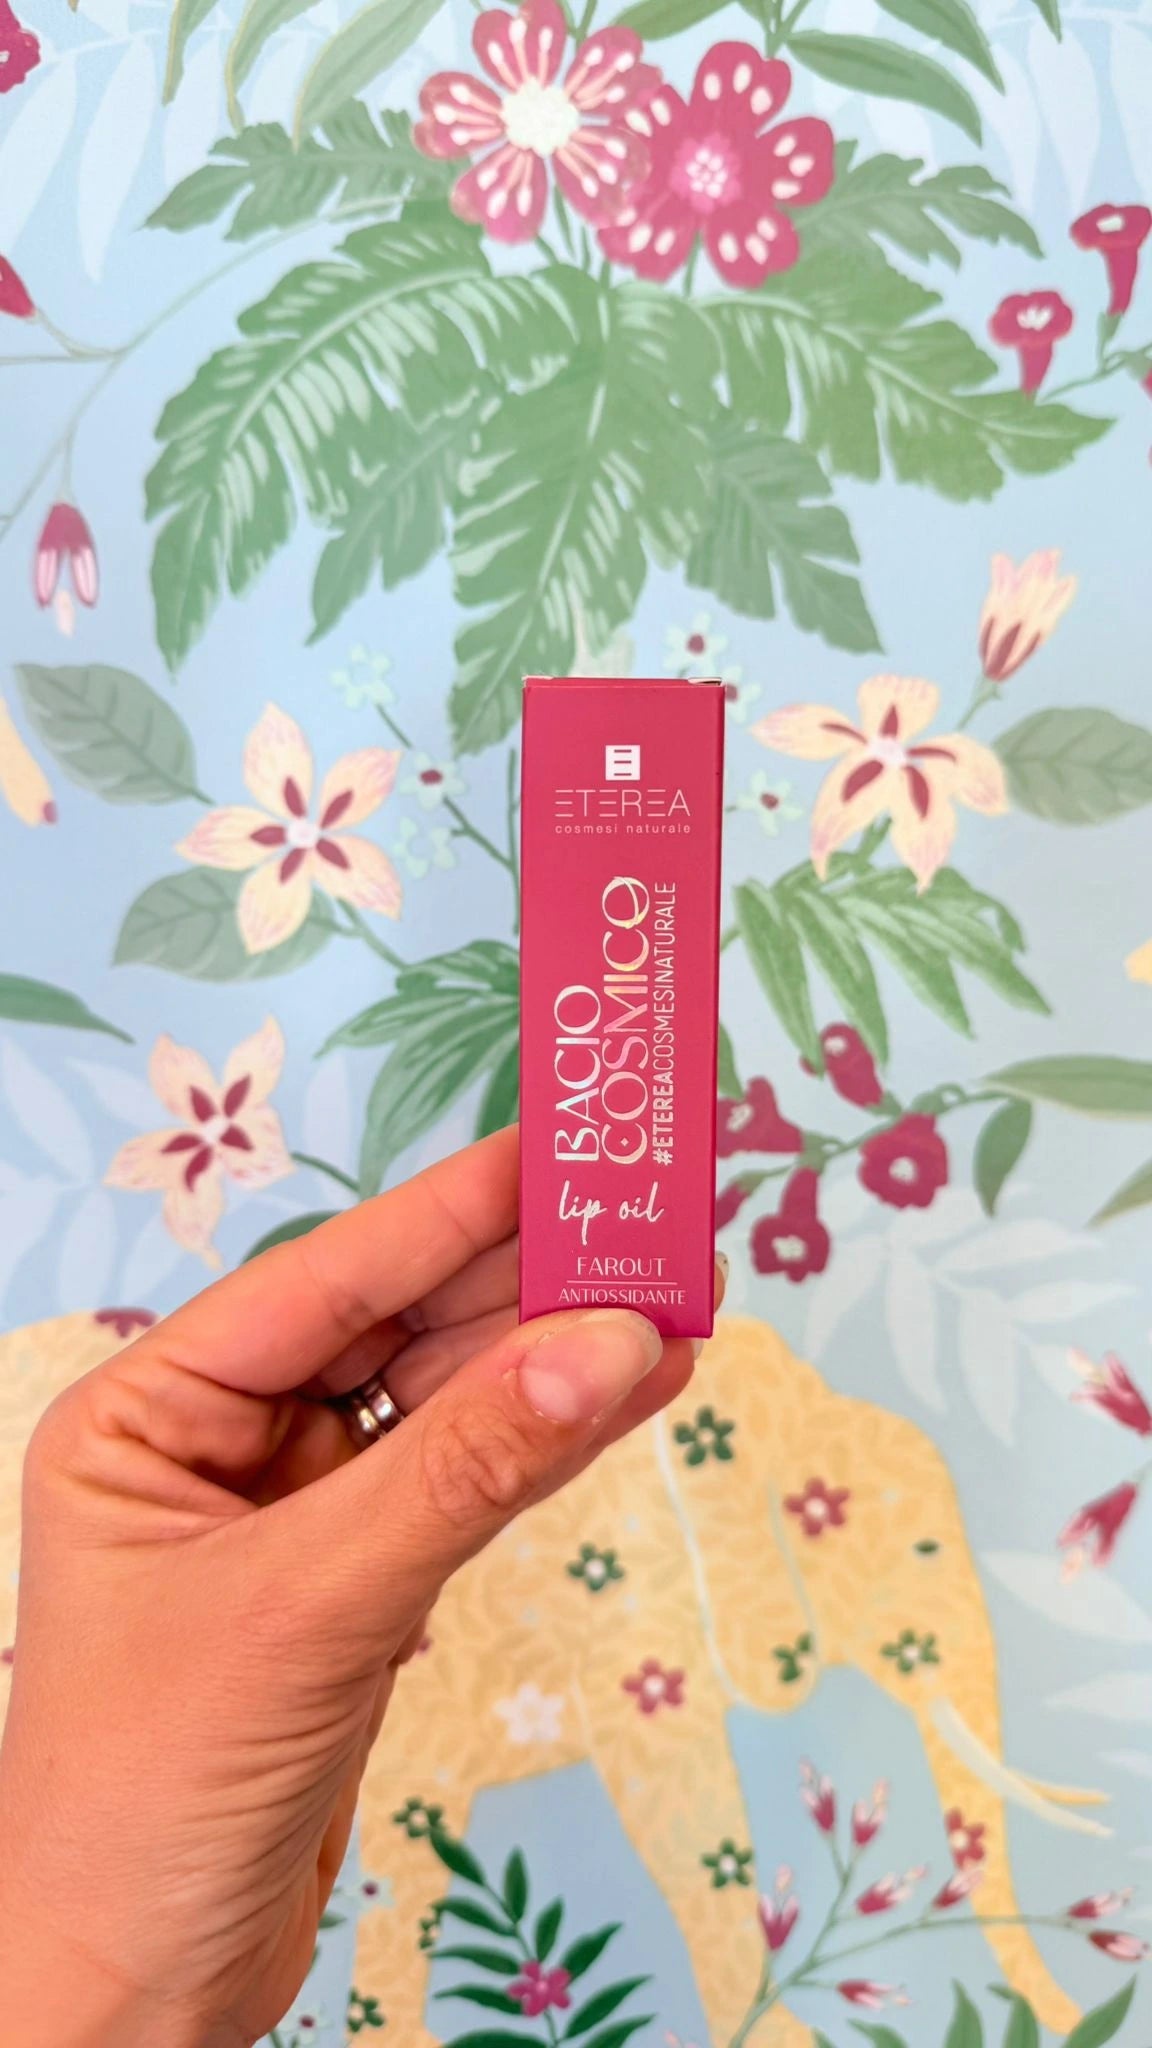 ETEREA
cosmesi naturale
BACIO
COSMICO
#ETEREACOSMESINATURALE
lip oil
FAROUT
ANTIOSSIDANTE